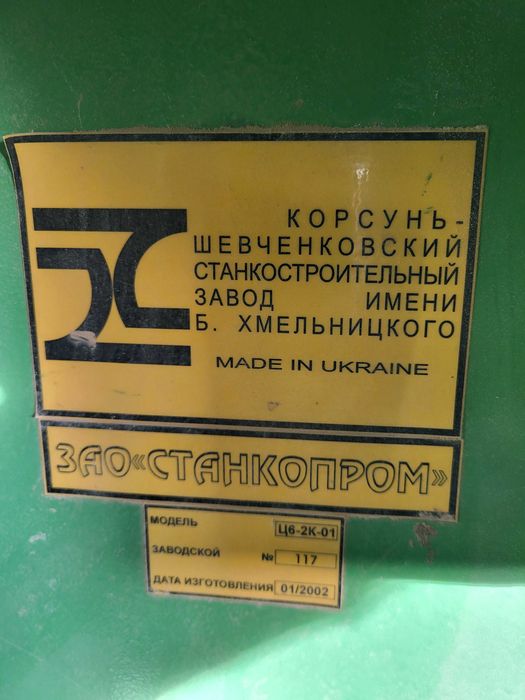 КОРСУНЬ-
ШЕВЧЕНКОВСКИЙ
СТАНКОСТРОИТЕЛЬНЫЙ
ЗАВОД ИМЕНИ
Б. ХМЕЛЬНИЦКОГО
MADE IN UKRAINE
ЗАО«СТАНКОПРОМ»
МОДЕЛЬ Ц6-2К-01
ЗАВОДСКОЙ № 117
ДАТА ИЗГОТОВЛЕНИЯ 01/2002